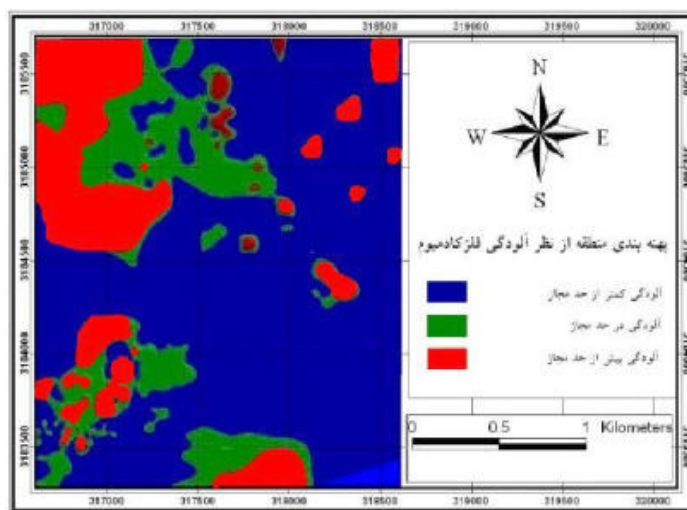 317000 317500 318000 318500 319000 319500 320000
3185500
3185000
3184500
3184000
3183500
N
W E
S
پهنه بندی منطقه از نظر آلودگی فلزکادمیوم
آلودگی کمتر از حد مجاز
آلودگی در حد مجاز
آلودگی بیش از حد مجاز
0 0.5 1 Kilometers
317000 317500 318000 318500 319000 319500 320000